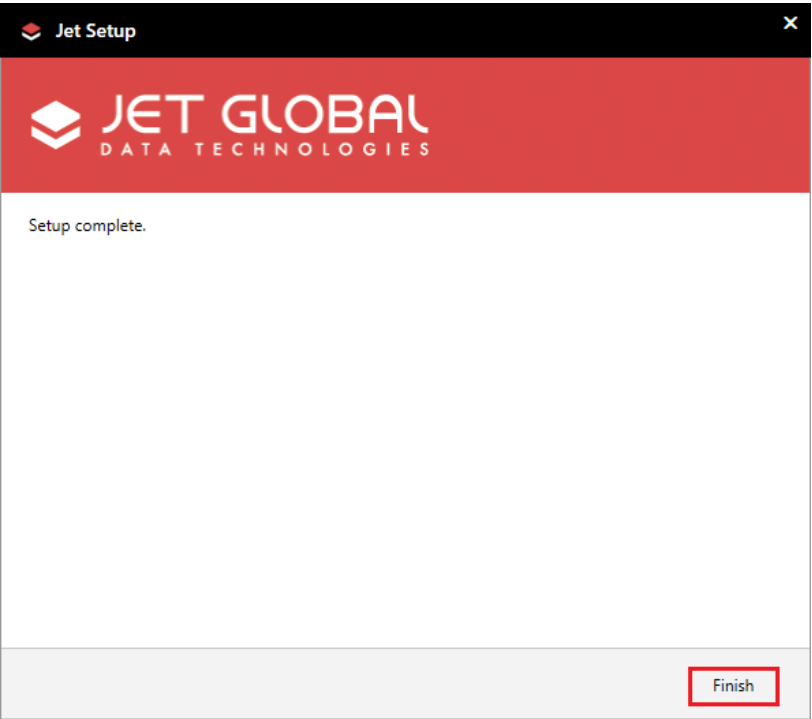 Jet Setup
JET GLOBAL
DATA TECHNOLOGIES
Setup complete.
Finish